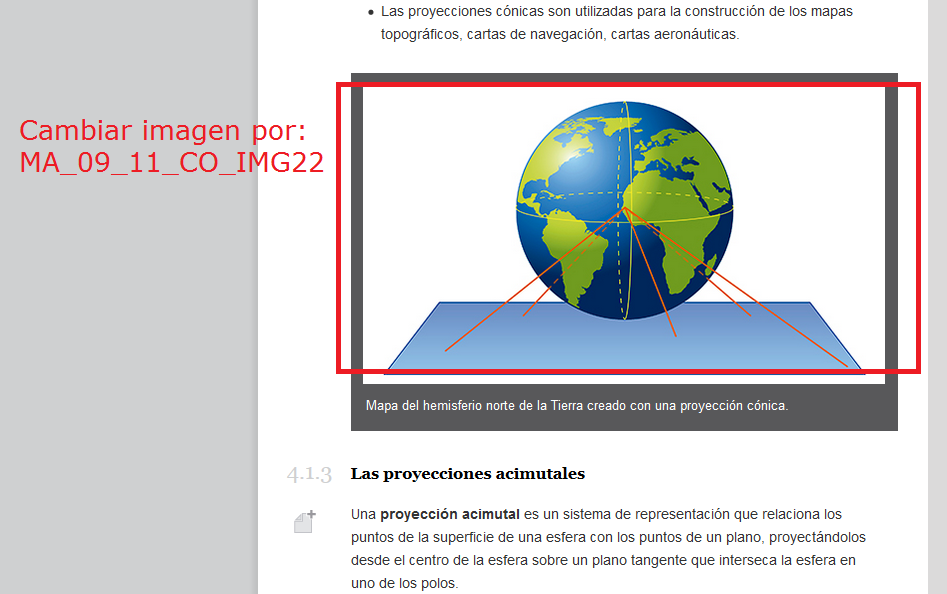 • Las proyecciones cónicas son utilizadas para la construcción de los mapas
topográficos, cartas de navegación, cartas aeronáuticas.
Cambiar imagen por:
MA_09_11_CO_IMG22
Mapa del hemisferio norte de la Tierra creado con una proyección cónica.
4.1.3 Las proyecciones acimutales
Una proyección acimutal es un sistema de representación que relaciona los
puntos de la superficie de una esfera con los puntos de un plano, proyectándolos
desde el centro de la esfera sobre un plano tangente que interseca la esfera en
uno de los polos.